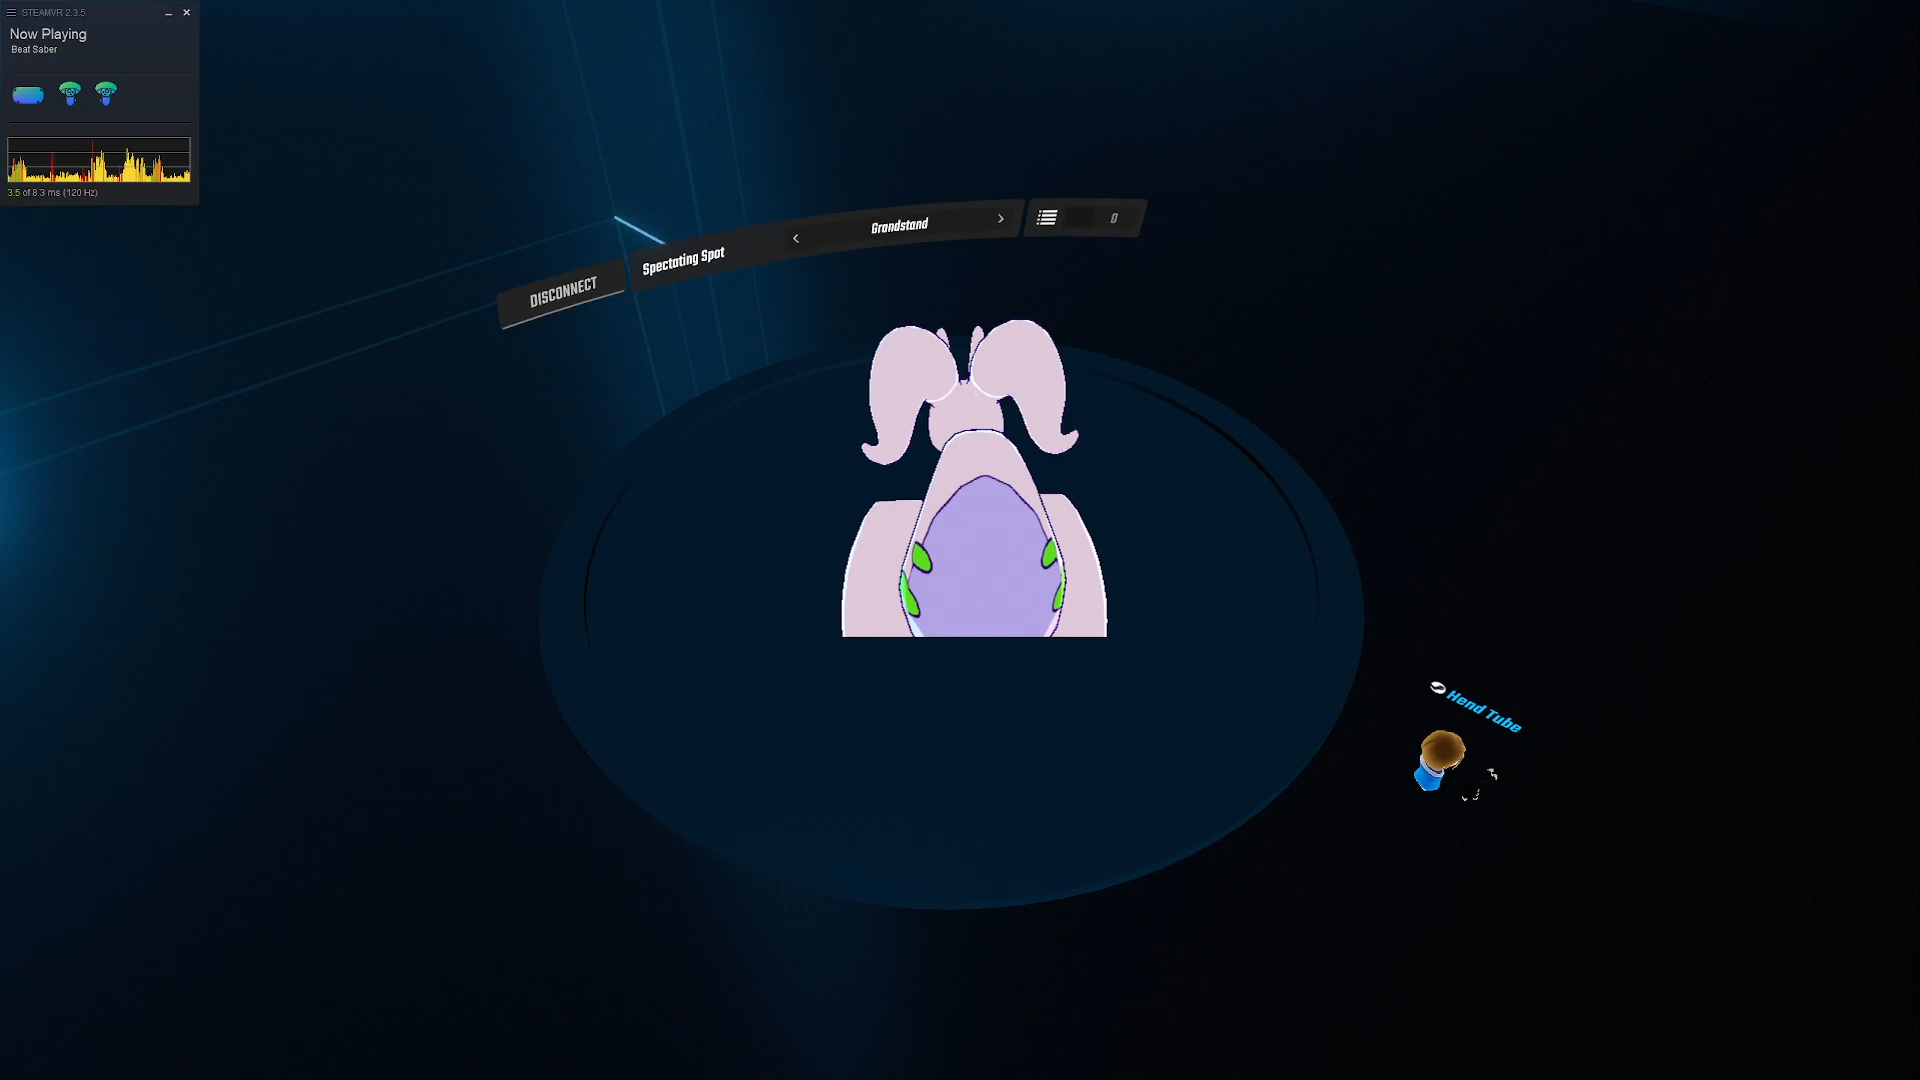 STEAMVR 2.3.5
Now Playing
Beat Saber
3.5 of 8.3 ms (120 Hz)
DISCONNECT
Spectating Spot
Grandstand
0
Hend Tube